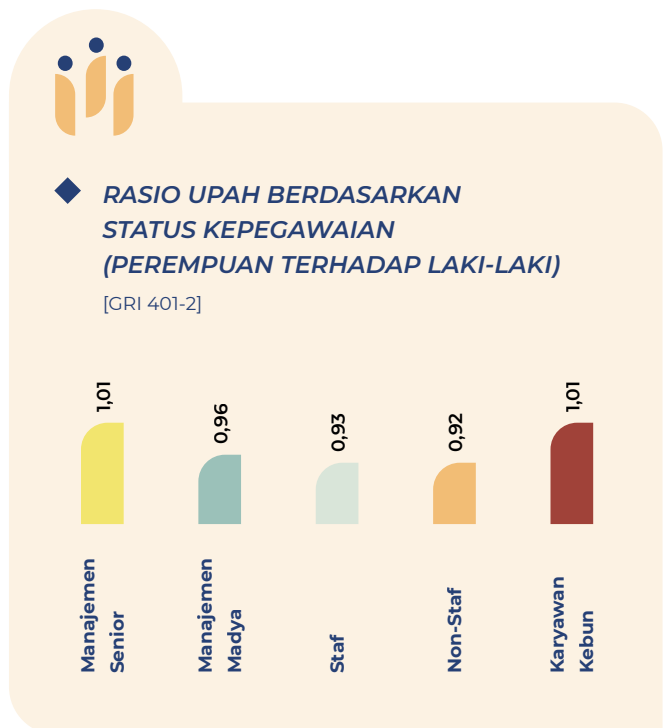 RASIO UPAH BERDASARKAN
STATUS KEPEGAWAIAN
(PEREMPUAN TERHADAP LAKI-LAKI)
[GRI 401-2]
1,01
0,96
0,93
0,92
1,01
Manajemen
Senior
Manajemen
Madya
Staf
Non-Staf
Karyawan
Kebun